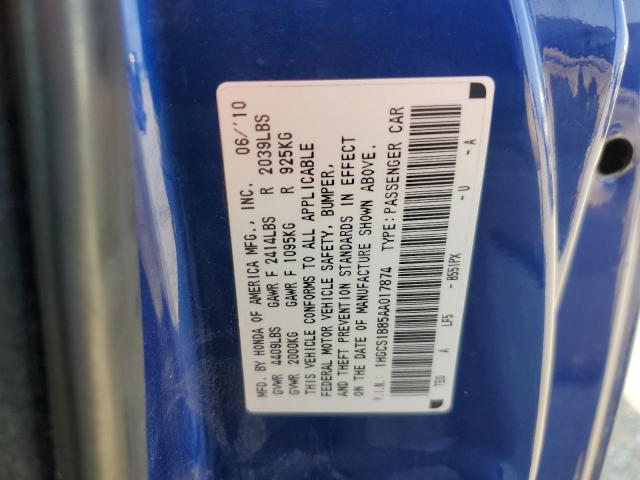 MFD. BY HONDA OF AMERICA MFG., INC. 06/'10
GVWR 4409LBS GAWR F 2414LBS R 2039LBS
GVWR 2000KG GAWR F 1095KG R 925KG
THIS VEHICLE CONFORMS TO ALL APPLICABLE
FEDERAL MOTOR VEHICLE SAFETY, BUMPER,
AND THEFT PREVENTION STANDARDS IN EFFECT
ON THE DATE OF MANUFACTURE SHOWN ABOVE.
V.I.N.: 1HGCS1B85AA017874 TYPE:PASSENGER CAR
TE0 A LF5 - B551PX - U - A